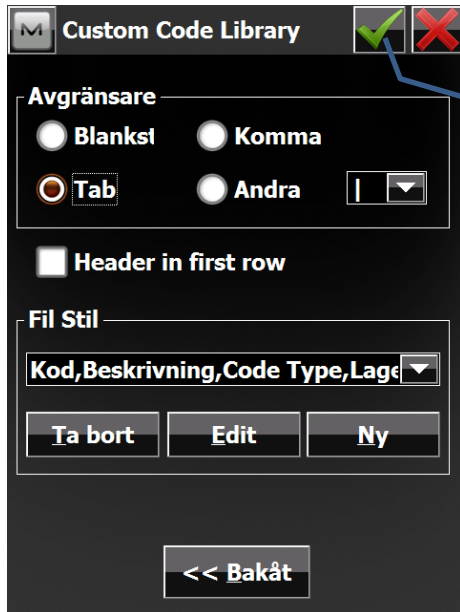 M Custom Code Library
Avgränsare
Blankst Komma
Tab Andra |
Header in first row
Fil Stil
Kod,Beskrivning,Code Type,Lage
Ta bort Edit Ny
<< Bakåt